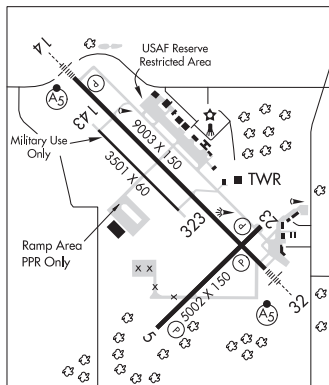 14
USAF Reserve
Restricted Area
P
A5
143
9003 X 150
Military Use
Only
3501 X 60
TWR
323
23
P
Ramp Area
PPR Only
P
X X
X
X
5002 X 150
P
32
A5
5